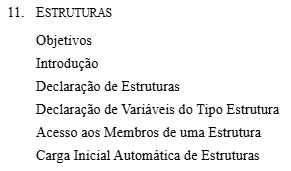 11. ESTRUTURAS
Objetivos
Introdução
Declaração de Estruturas
Declaração de Variáveis do Tipo Estrutura
Acesso aos Membros de uma Estrutura
Carga Inicial Automática de Estruturas